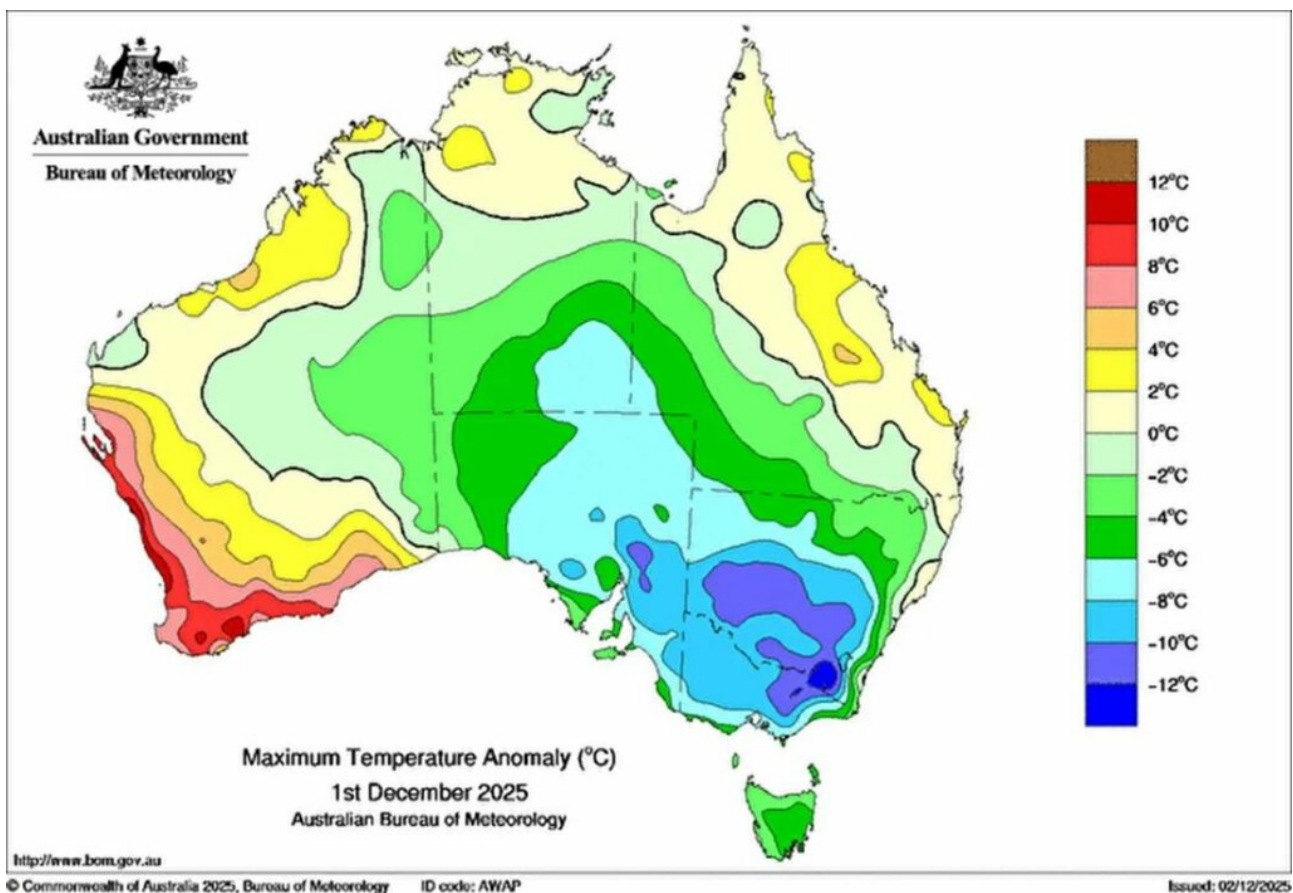 Australian Government
Bureau of Meteorology
12°C
10°C
8°C
6°C
4°C
2°C
0°C
-2°C
-4°C
-6°C
-8°C
-10°C
-12°C
Maximum Temperature Anomaly (°C)
1st December 2025
Australian Bureau of Meteorology
http://www.bom.gov.au
© Commonwealth of Australia 2025, Bureau of Meteorology ID code: AWAP Issued: 02/12/2025